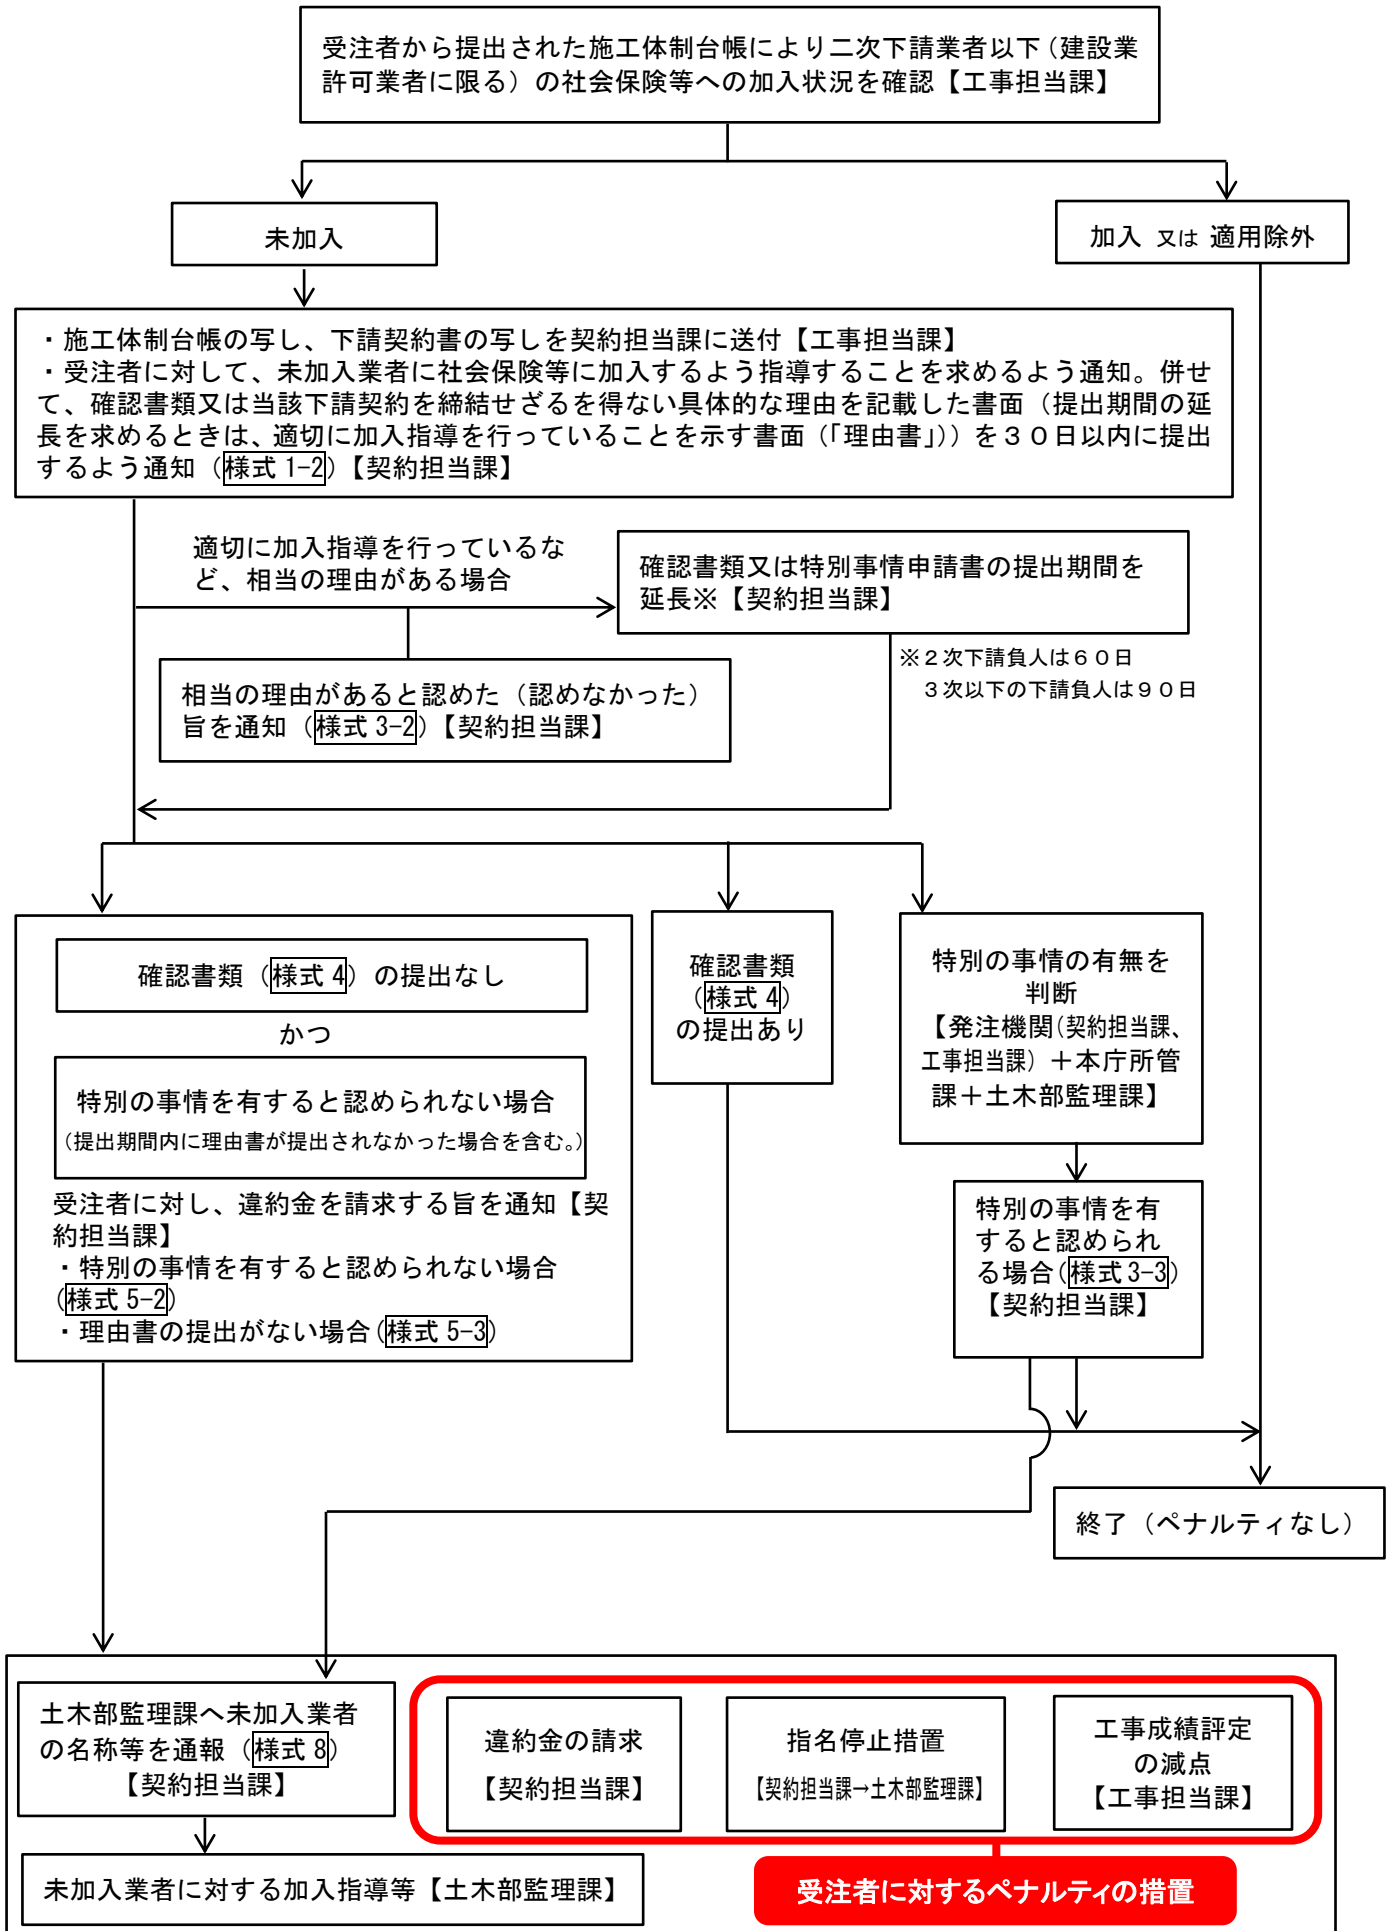 受注者から提出された施工体制台帳により二次下請業者以下（建設業
許可業者に限る）の社会保険等への加入状況を確認【工事担当課】
未加入
加入 又は 適用除外
・施工体制台帳の写し、下請契約書の写しを契約担当課に送付【工事担当課】
・受注者に対して、未加入業者に社会保険等に加入するよう指導することを求めるよう通知。併せ
て、確認書類又は当該下請契約を締結せざるを得ない具体的な理由を記載した書面（提出期間の延
長を求めるときは、適切に加入指導を行っていることを示す書面（「理由書」））を３０日以内に提出
するよう通知（様式 1-2）【契約担当課】
適切に加入指導を行っているな
ど、相当の理由がある場合
確認書類又は特別事情申請書の提出期間を
延長※【契約担当課】
※２次下請負人は６０日
３次以下の下請負人は９０日
相当の理由があると認めた（認めなかった）
旨を通知（様式 3-2）【契約担当課】
確認書類（様式 4）の提出なし
かつ
特別の事情を有すると認められない場合
（提出期間内に理由書が提出されなかった場合を含む。）
受注者に対し、違約金を請求する旨を通知【契
約担当課】
・特別の事情を有すると認められない場合
（様式 5-2）
・理由書の提出がない場合（様式 5-3）
確認書類
（様式 4）
の提出あり
特別の事情の有無を
判断
【発注機関（契約担当課、
工事担当課）＋本庁所管
課＋土木部監理課】
特別の事情を有
すると認められ
る場合（様式 3-3）
【契約担当課】
終了（ペナルティなし）
土木部監理課へ未加入業者
の名称等を通報（様式 8）
【契約担当課】
違約金の請求
【契約担当課】
指名停止措置
【契約担当課→土木部監理課】
工事成績評定
の減点
【工事担当課】
未加入業者に対する加入指導等【土木部監理課】
受注者に対するペナルティの措置